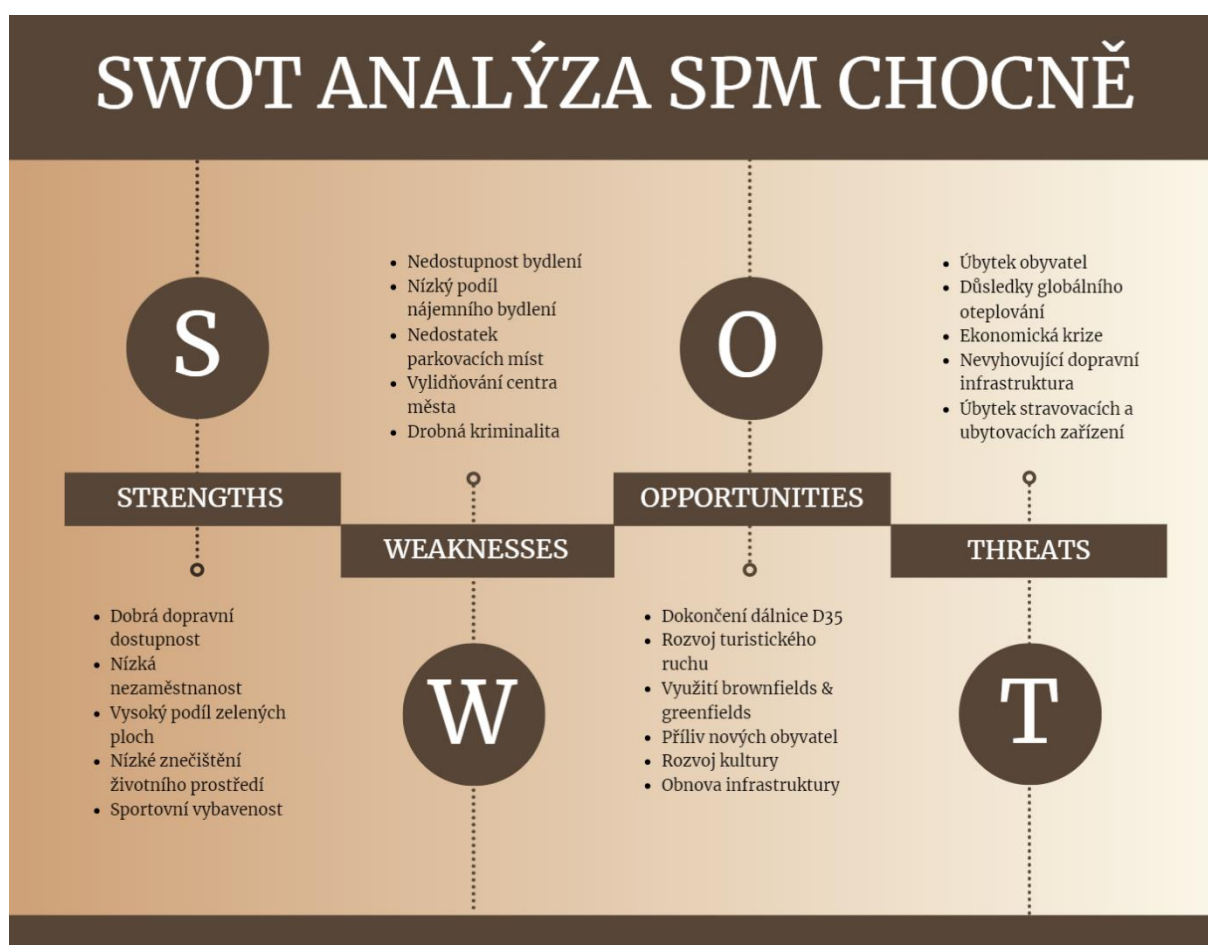 SWOT ANALÝZA SPM CHOCNĚ
S
STRENGTHS
• Dobrá dopravní
dostupnost
• Nízká
nezaměstnanost
• Vysoký podíl zelených
ploch
• Nízké znečištění
životního prostředí
• Sportovní vybavenost
• Nedostupnost bydlení
• Nízký podíl
nájemního bydlení
• Nedostatek
parkovacích míst
• Vylidňování centra
města
• Drobná kriminalita
WEAKNESSES
W
O
OPPORTUNITIES
• Dokončení dálnice D35
• Rozvoj turistického
ruchu
• Využití brownfields &
greenfields
• Příliv nových obyvatel
• Rozvoj kultury
• Obnova infrastruktury
• Úbytek obyvatel
• Důsledky globálního
oteplování
• Ekonomická krize
• Nevyhovující dopravní
infrastruktura
• Úbytek stravovacích a
ubytovacích zařízení
THREATS
T